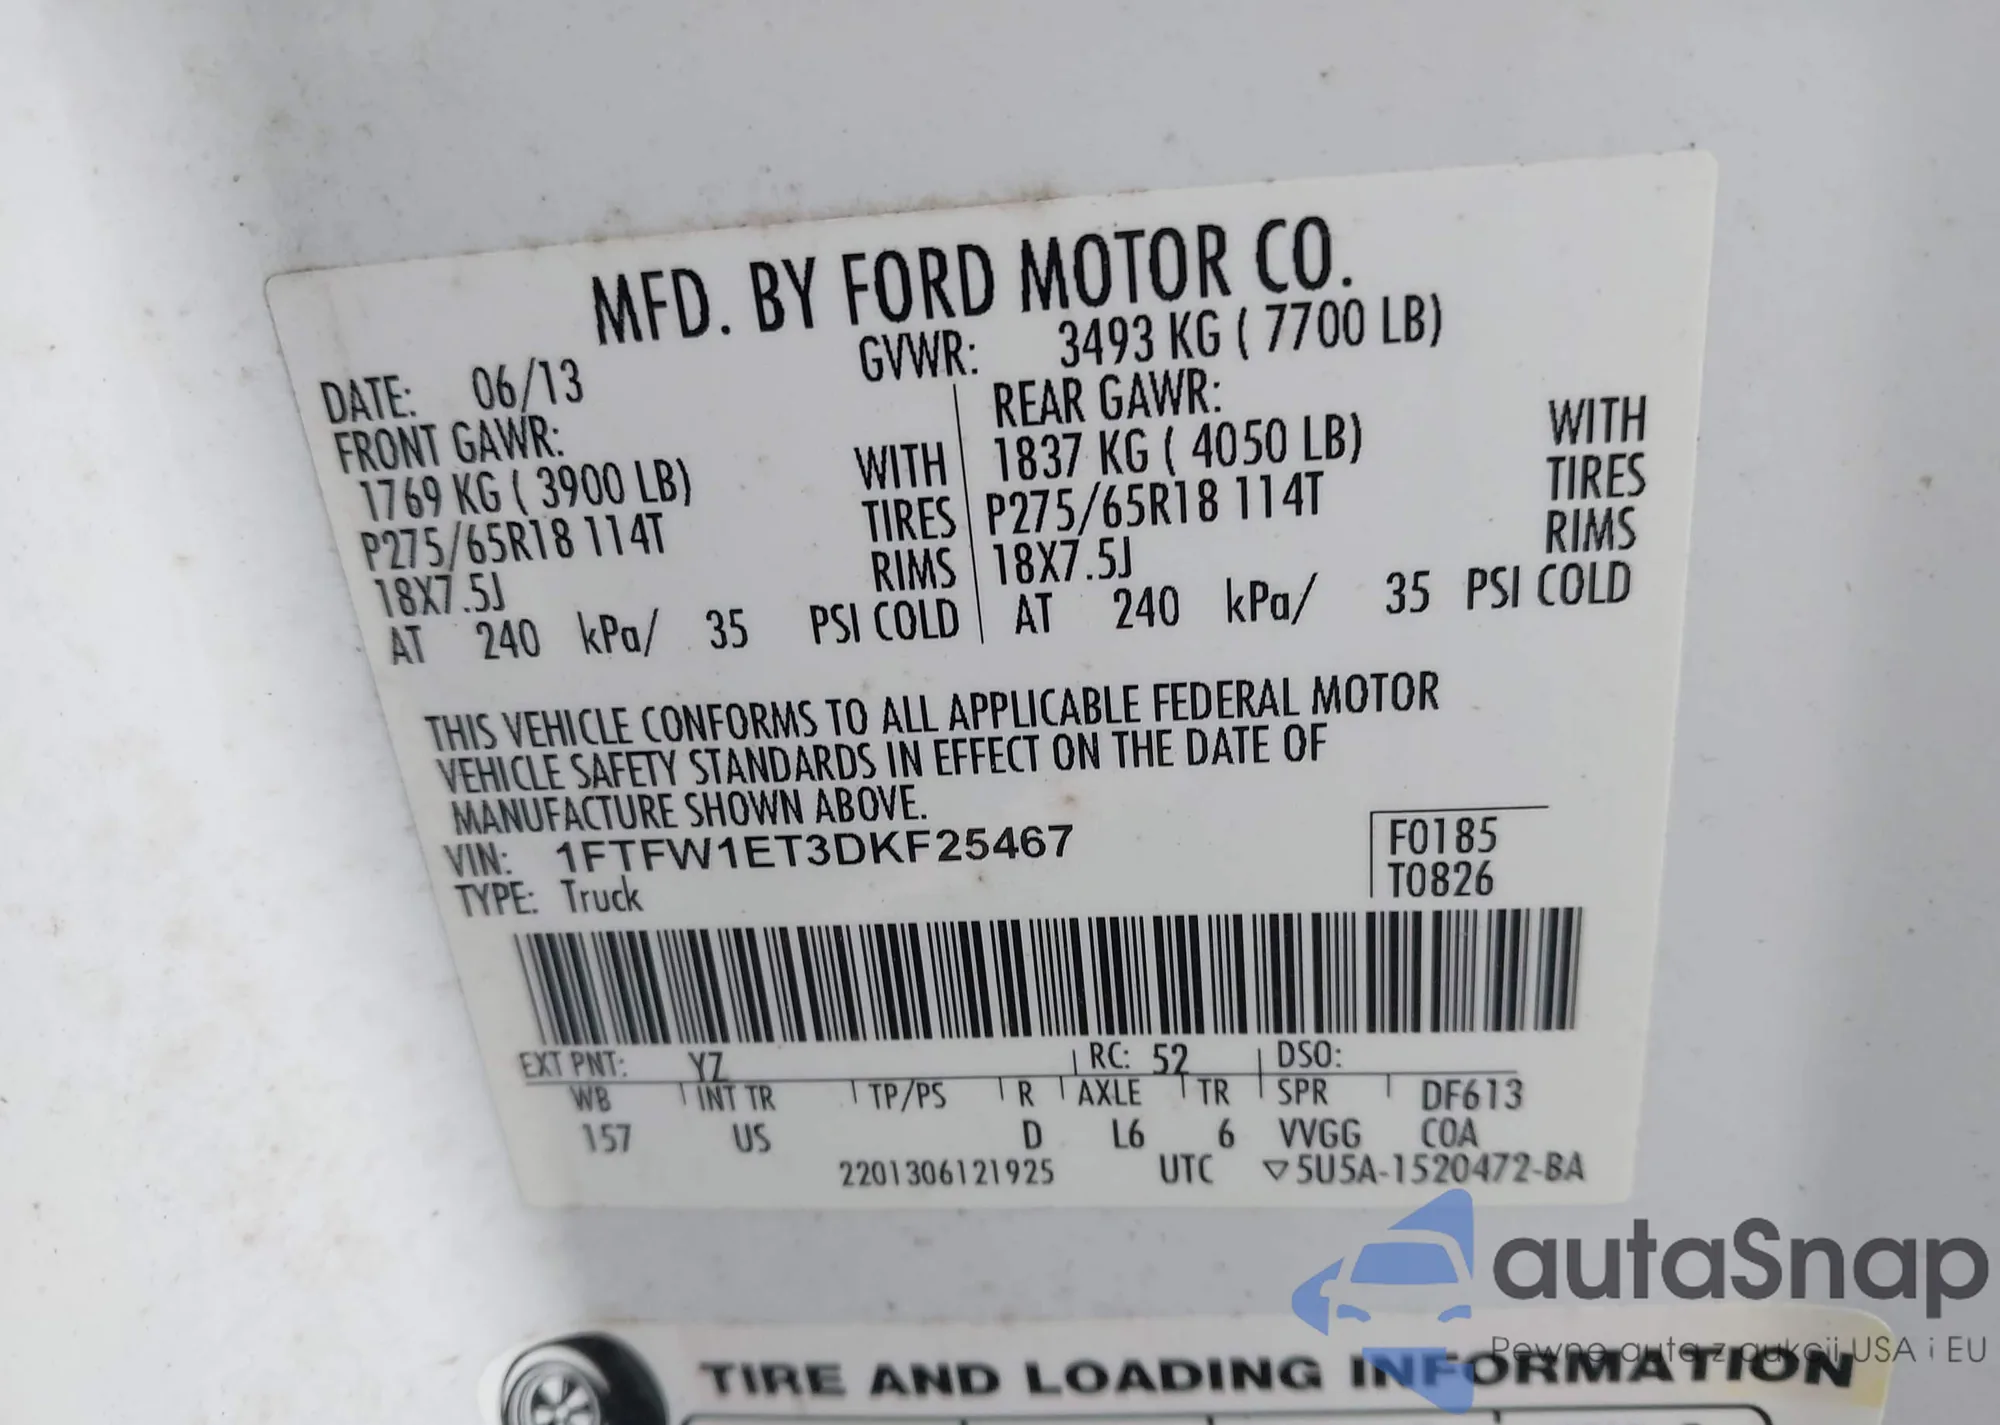 MFD. BY FORD MOTOR CO.
DATE: 06/13 GVWR: 3493 KG ( 7700 LB)
FRONT GAWR: REAR GAWR:
1769 KG ( 3900 LB) WITH 1837 KG ( 4050 LB) WITH
P275/65R18 114T TIRES P275/65R18 114T TIRES
18X7.5J RIMS 18X7.5J RIMS
AT 240 kPa/ 35 PSI COLD AT 240 kPa/ 35 PSI COLD
THIS VEHICLE CONFORMS TO ALL APPLICABLE FEDERAL MOTOR
VEHICLE SAFETY STANDARDS IN EFFECT ON THE DATE OF
MANUFACTURE SHOWN ABOVE.
VIN: 1FTFW1ET3DKF25467 F0185
TYPE: Truck T0826
EXT PNT: YZ RC: 52 DSO:
WB INT TR TP/PS R AXLE TR SPR DF613
157 US D L6 6 VVGG COA
2201306121925 UTC ▽5U5A-1520472-BA
autaSnap
Pewne auta z aukcji USA i EU
TIRE AND LOADING INFORMATION